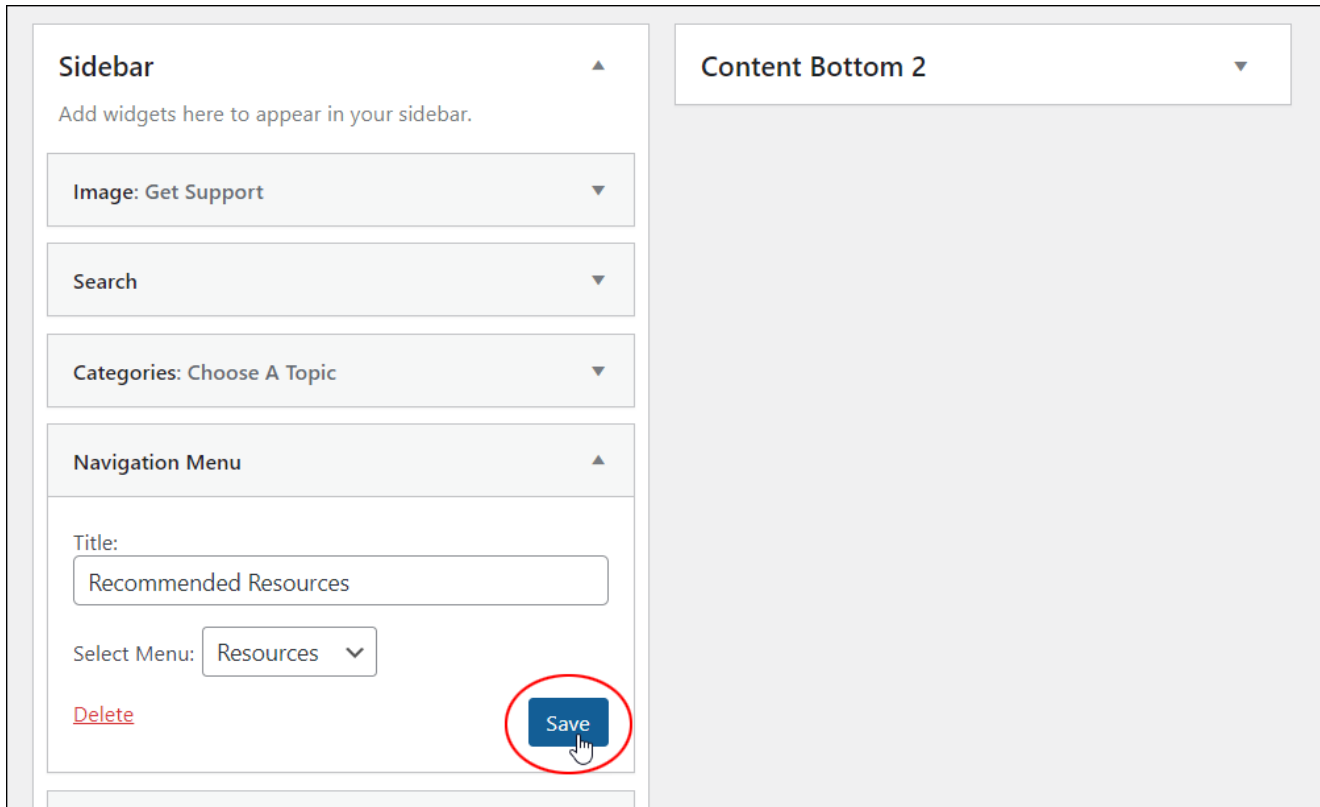 Sidebar
Add widgets here to appear in your sidebar.
Image: Get Support
Search
Categories: Choose A Topic
Navigation Menu
Title:
Recommended Resources
Select Menu: Resources
Delete
Save
Content Bottom 2